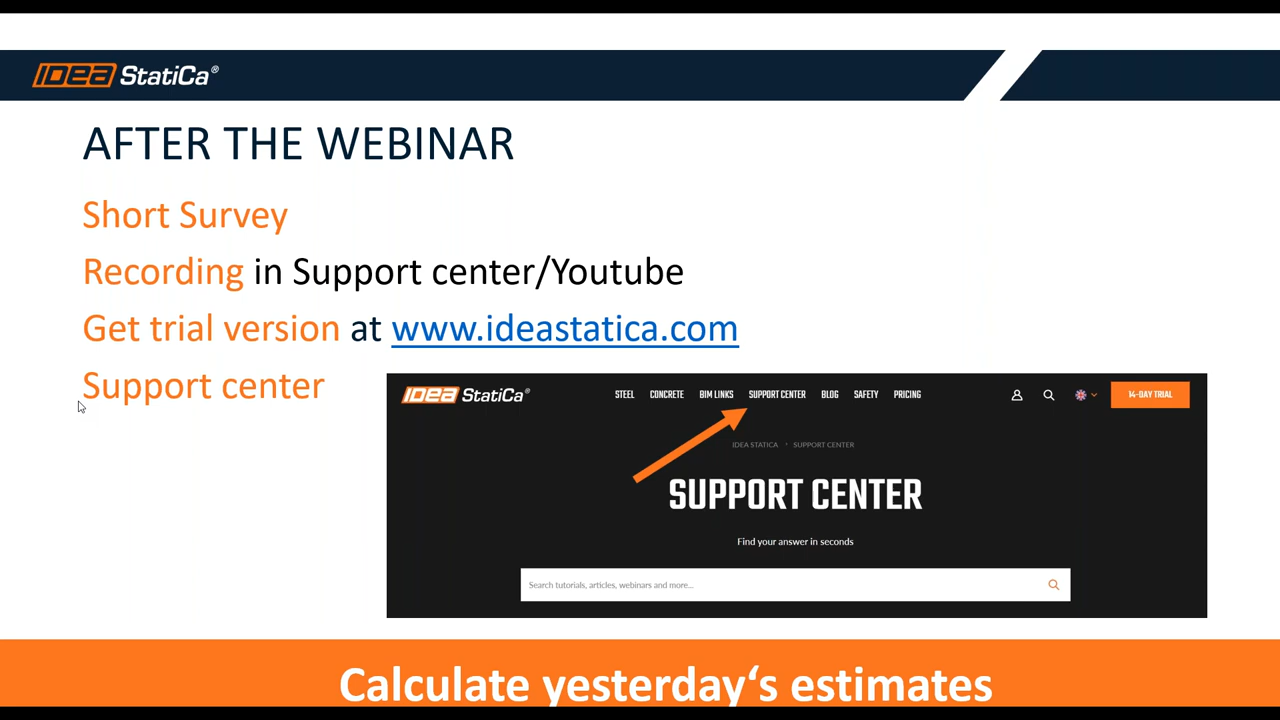 IDEA StatiCa®
AFTER THE WEBINAR
Short Survey
Recording in Support center/Youtube
Get trial version at www.ideastatica.com
Support center
IDEA StatiCa®
STEEL CONCRETE BIM LINKS SUPPORT CENTER BLOG SAFETY PRICING 14-DAY TRIAL
IDEA STATICA • SUPPORT CENTER
SUPPORT CENTER
Find your answer in seconds
Search tutorials, articles, webinars and more...
Calculate yesterday‘s estimates